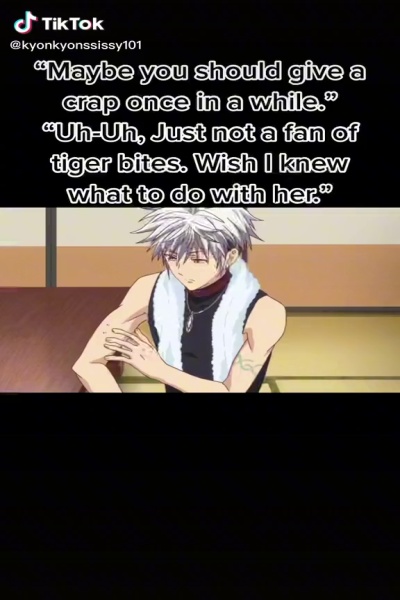 TikTok
@kyonkyonssissy101
“Maybe you should give a
crap once in a while.”
“Uh-Uh, Just not a fan of
tiger bites. Wish I knew
what to do with her.”